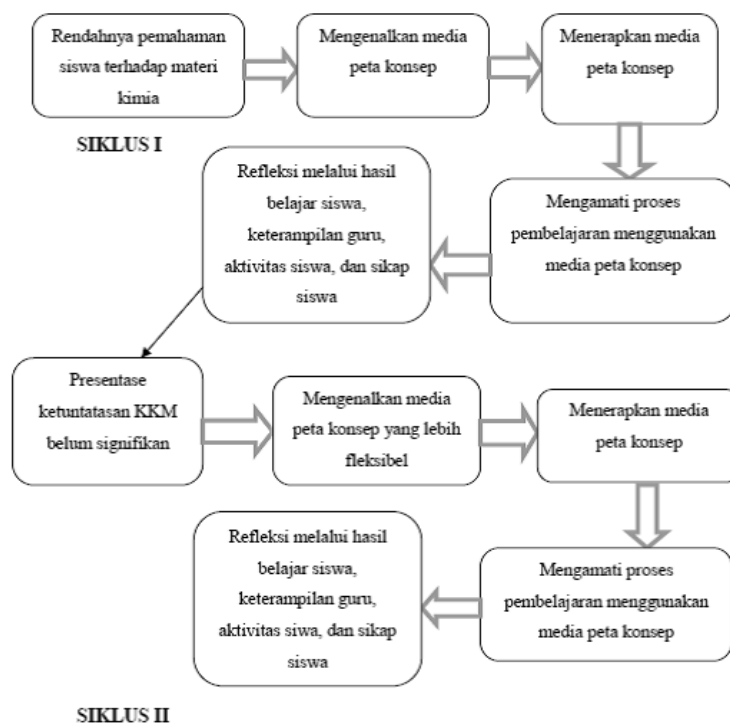 Rendahnya pemahaman
siswa terhadap materi
kimia
Mengenalkan media
peta konsep
Menerapkan media
peta konsep
SIKLUS I
Refleksi melalui hasil
belajar siswa,
keterampilan guru,
aktivitas siswa, dan sikap
siswa
Mengamati proses
pembelajaran menggunakan
media peta konsep
Presentase
ketuntatasan KKM
belum signifikan
Mengenalkan media
peta konsep yang lebih
fleksibel
Menerapkan media
peta konsep
Refleksi melalui hasil
belajar siswa,
keterampilan guru,
aktivitas siwa, dan sikap
siswa
Mengamati proses
pembelajaran menggunakan
media peta konsep
SIKLUS II